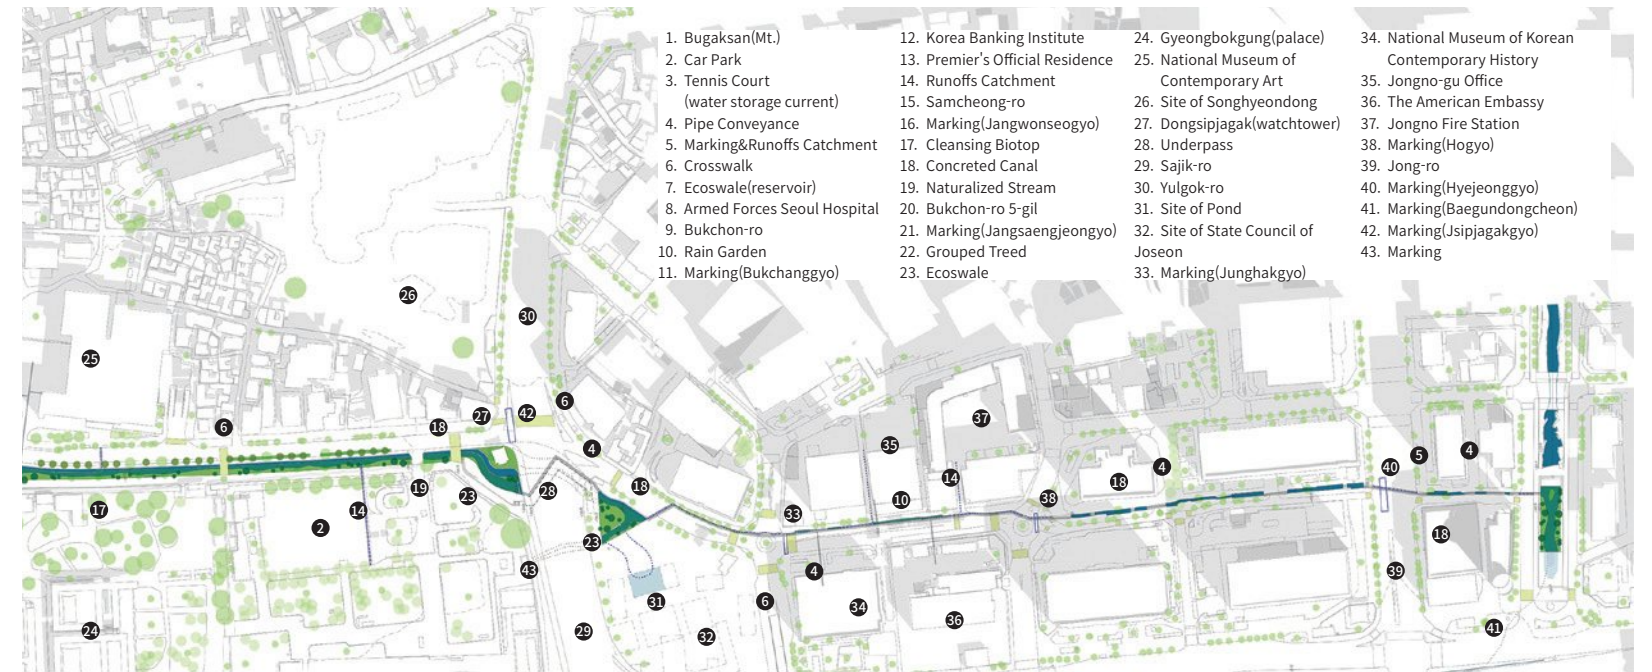 1. Bugaksan(Mt.)
2. Car Park
3. Tennis Court
(water storage current)
4. Pipe Conveyance
5. Marking&Runoffs Catchment
6. Crosswalk
7. Ecoswale(reservoir)
8. Armed Forces Seoul Hospital
9. Bukchon-ro
10. Rain Garden
11. Marking(Bukchanggyo)
12. Korea Banking Institute
13. Premier's Official Residence
14. Runoffs Catchment
15. Samcheong-ro
16. Marking(Jangwonseogyo)
17. Cleansing Biotop
18. Concreted Canal
19. Naturalized Stream
20. Bukchon-ro 5-gil
21. Marking(Jangsaengjeongyo)
22. Grouped Treed
23. Ecoswale
24. Gyeongbokgung(palace)
25. National Museum of
Contemporary Art
26. Site of Songhyeondong
27. Dongsipjagak(watchtower)
28. Underpass
29. Sajik-ro
30. Yulgok-ro
31. Site of Pond
32. Site of State Council of
Joseon
33. Marking(Junghakgyo)
34. National Museum of Korean
Contemporary History
35. Jongno-gu Office
36. The American Embassy
37. Jongno Fire Station
38. Marking(Hogyo)
39. Jong-ro
40. Marking(Hyejeonggyo)
41. Marking(Baegundongcheon)
42. Marking(Jsipjagakgyo)
43. Marking
26
30
25
6
18
27
42
6
4
35
37
40
5
4
17
14
19
23
28
18
10
14
38
18
4
2
33
18
23
43
4
39
31
6
34
36
24
29
32
41